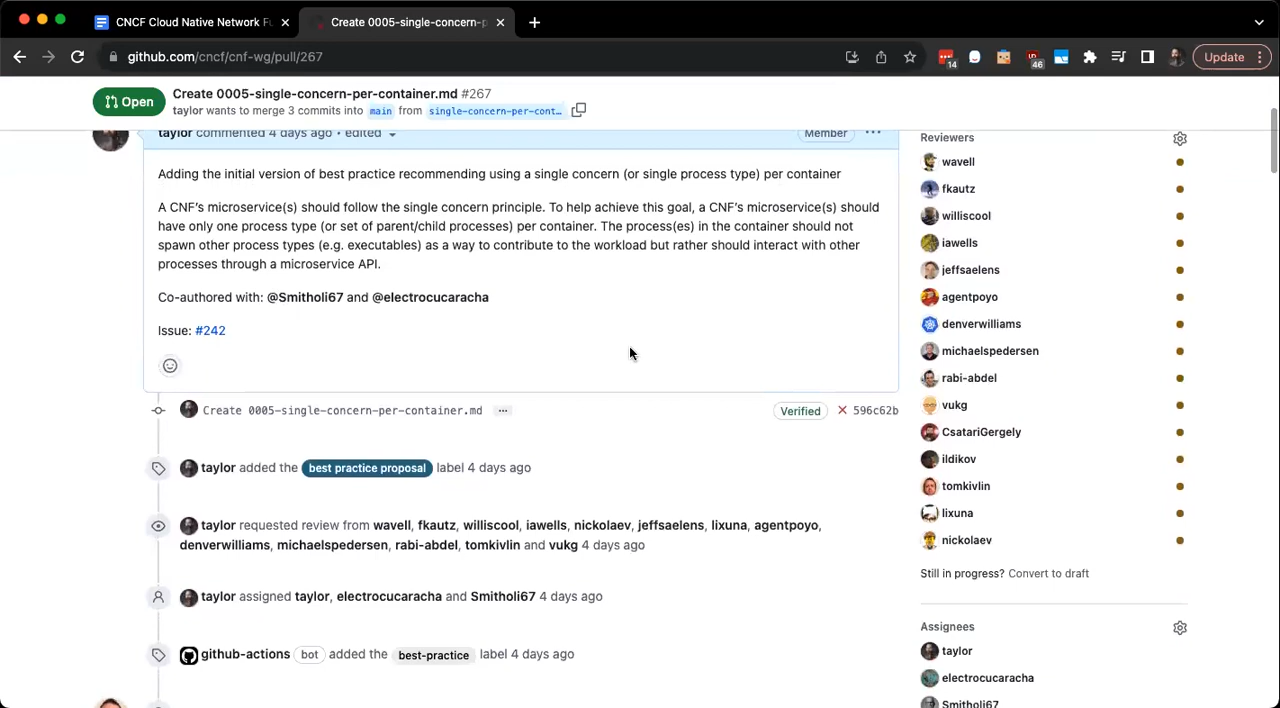 CNCF Cloud Native Network Fu
Create 0005-single-concern-p
github.com/cncf/cnf-wg/pull/267
14
46
Update
Open
Create 0005-single-concern-per-container.md #267
taylor wants to merge 3 commits into main from single-concern-per-cont…
taylor commented 4 days ago • edited
Member
Adding the initial version of best practice recommending using a single concern (or single process type) per container
A CNF's microservice(s) should follow the single concern principle. To help achieve this goal, a CNF's microservice(s) should
have only one process type (or set of parent/child processes) per container. The process(es) in the container should not
spawn other process types (e.g. executables) as a way to contribute to the workload but rather should interact with other
processes through a microservice API.
Co-authored with: @Smitholi67 and @electrocucaracha
Issue: #242
Create 0005-single-concern-per-container.md
Verified
596c62b
taylor added the best practice proposal label 4 days ago
taylor requested review from wavell, fkautz, williscool, iawells, nickolaev, jeffsaelens, lixuna, agentpoyo,
denverwilliams, michaelspedersen, rabi-abdel, tomkivlin and vukg 4 days ago
taylor assigned taylor, electrocucaracha and Smitholi67 4 days ago
github-actions bot added the best-practice label 4 days ago
Reviewers
wavell
fkautz
williscool
iawells
jeffsaelens
agentpoyo
denverwilliams
michaelspedersen
rabi-abdel
vukg
CsatariGergely
ildikov
tomkivlin
lixuna
nickolaev
Still in progress? Convert to draft
Assignees
taylor
electrocucaracha
Smitholi67